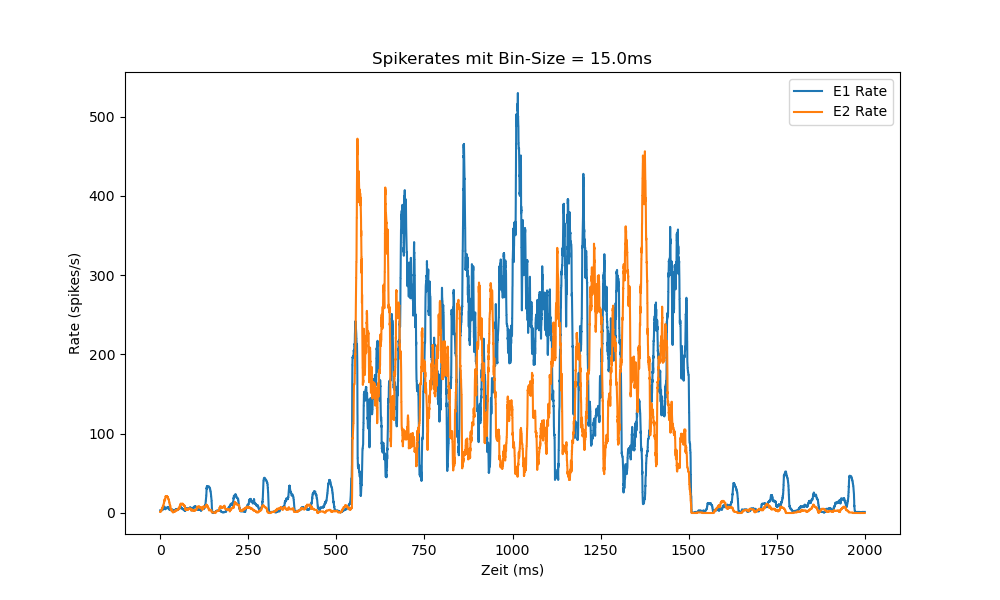 Spikerates mit Bin-Size = 15.0ms
E1 Rate
E2 Rate
500
400
300
200
100
0
Rate (spikes/s)
0 250 500 750 1000 1250 1500 1750 2000
Zeit (ms)